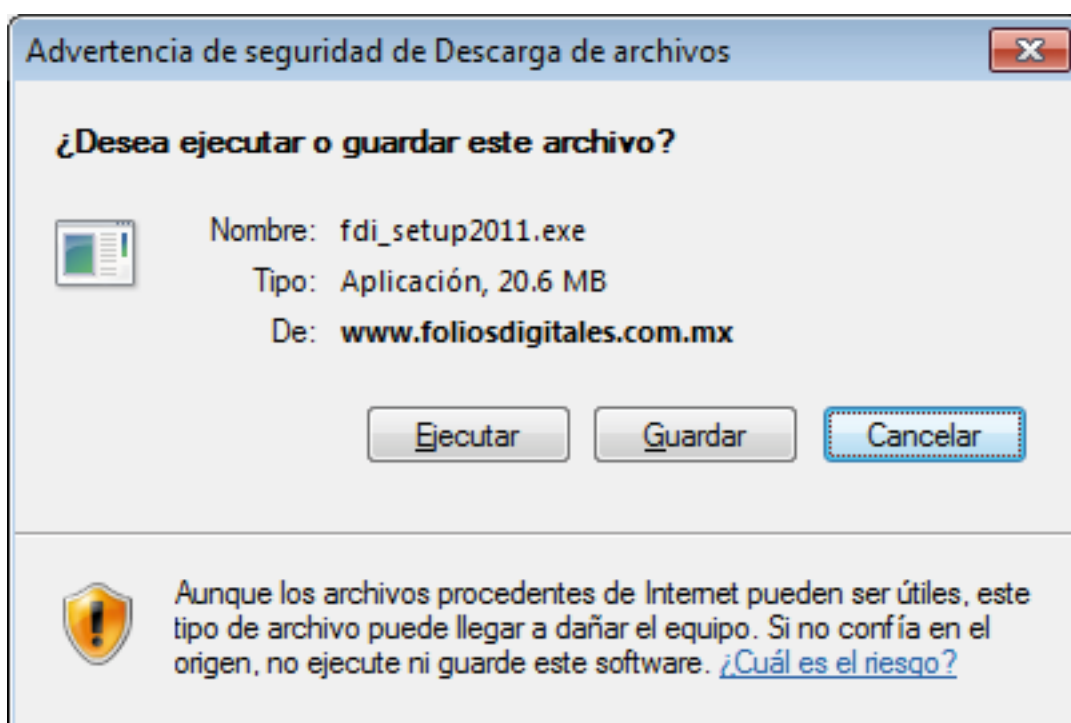 Advertencia de seguridad de Descarga de archivos
¿Desea ejecutar o guardar este archivo?
Nombre: fdi_setup2011.exe
Tipo: Aplicación, 20.6 MB
De: www.foliosdigitales.com.mx
Ejecutar Guardar Cancelar
Aunque los archivos procedentes de Internet pueden ser útiles, este
tipo de archivo puede llegar a dañar el equipo. Si no confía en el
origen, no ejecute ni guarde este software. ¿Cuál es el riesgo?